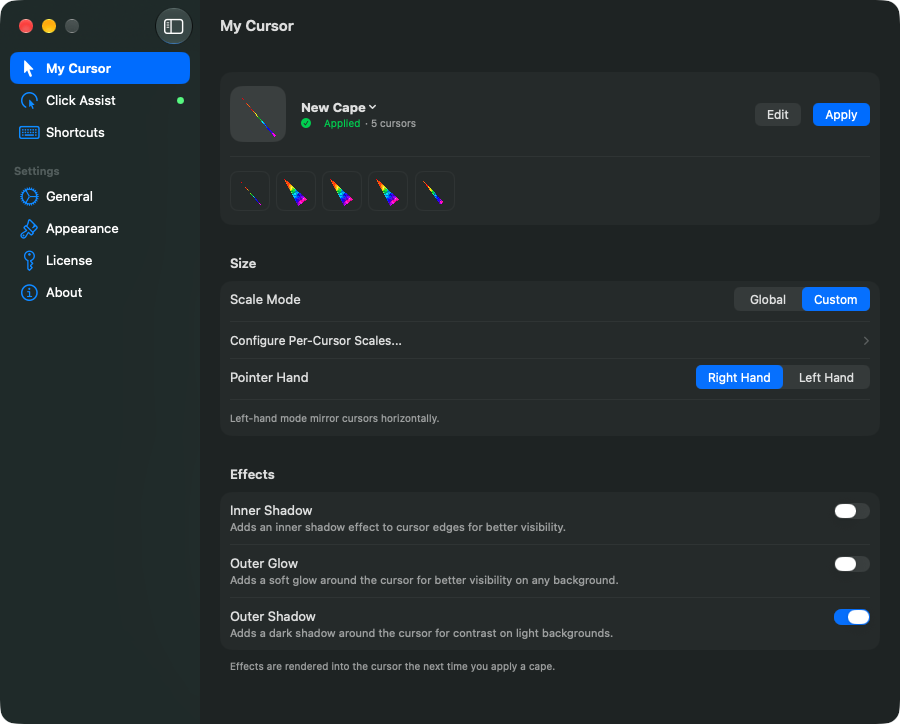 My Cursor
My Cursor
Click Assist
Shortcuts
Settings
General
Appearance
License
About
New Cape
Applied · 5 cursors
Edit
Apply
Size
Scale Mode
Global
Custom
Configure Per-Cursor Scales...
Pointer Hand
Right Hand
Left Hand
Left-hand mode mirror cursors horizontally.
Effects
Inner Shadow
Adds an inner shadow effect to cursor edges for better visibility.
Outer Glow
Adds a soft glow around the cursor for better visibility on any background.
Outer Shadow
Adds a dark shadow around the cursor for contrast on light backgrounds.
Effects are rendered into the cursor the next time you apply a cape.